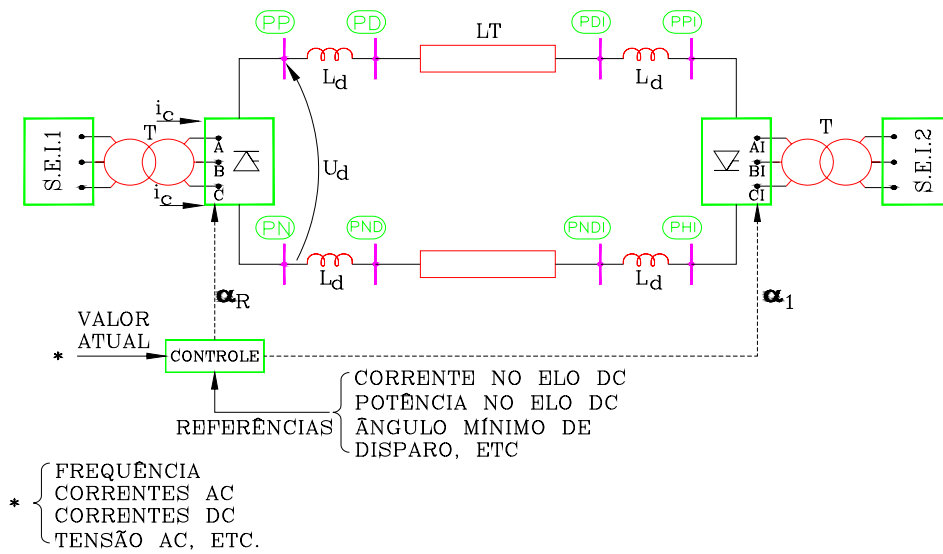 PP
PD
LT
PDI
PPI
Ld
Ld
ic
T
S.E.I.1
A
B
C
ic
Ud
AI
BI
CI
T
S.E.I.2
PN
PND
PNDI
PHI
Ld
Ld
αR
α1
VALOR
ATUAL
*
CONTROLE
REFERÊNCIAS
CORRENTE NO ELO DC
POTÊNCIA NO ELO DC
ÂNGULO MÍNIMO DE
DISPARO, ETC
*
FREQUÊNCIA
CORRENTES AC
CORRENTES DC
TENSÃO AC, ETC.